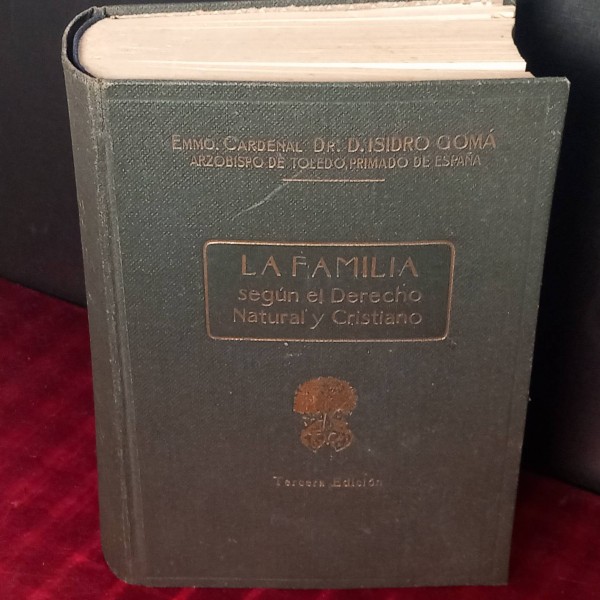 EMMO. CARDENAL DR. D. ISIDRO GOMÁ
ARZOBISPO DE TOLEDO, PRIMADO DE ESPAÑA
LA FAMILIA
según el Derecho
Natural y Cristiano
Tercera Edición